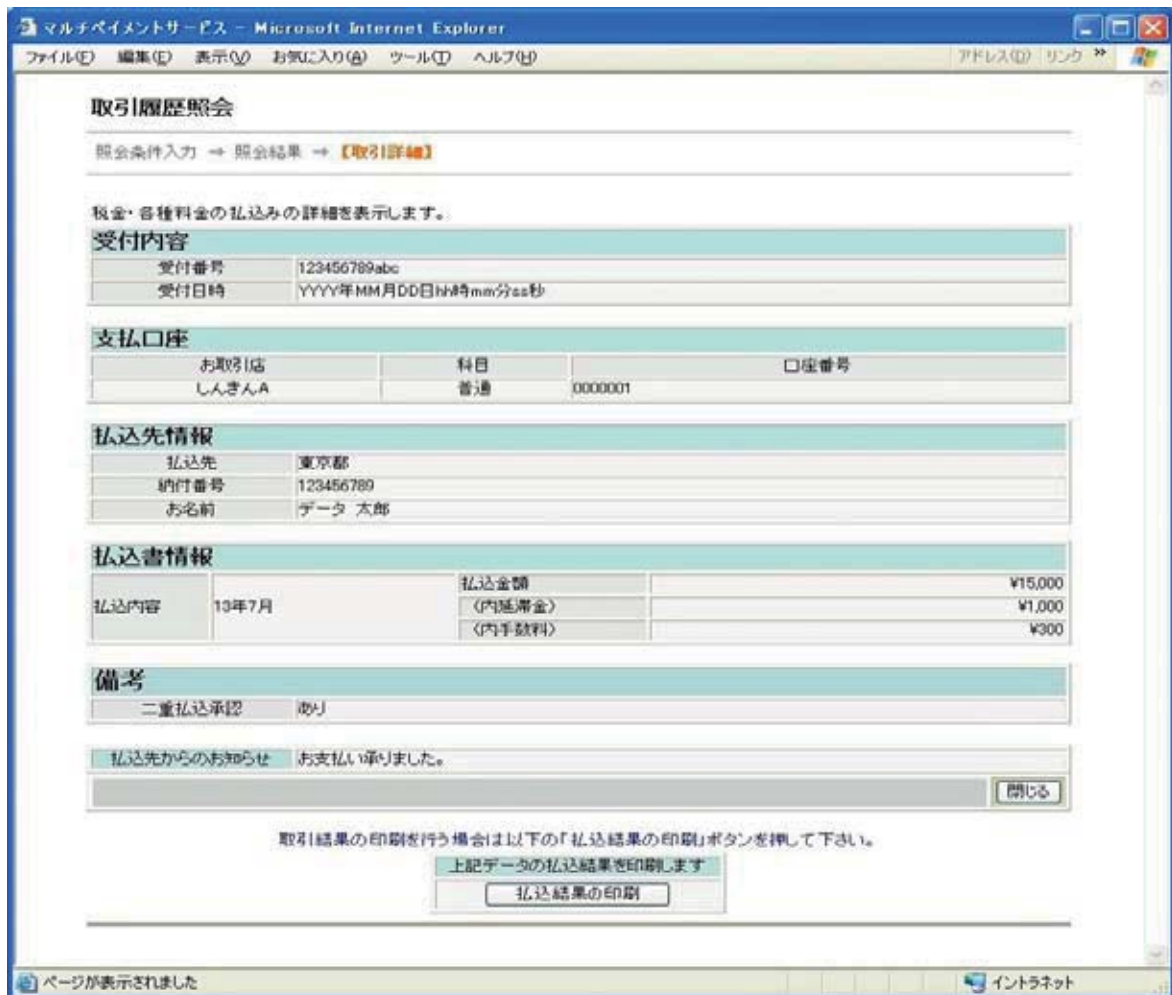 マルチペイメントサービス - Microsoft Internet Explorer
ファイル(F) 編集(E) 表示(V) お気に入り(A) ツール(T) ヘルプ(H) アドレス(D) リンク »
取引履歴照会
照会条件入力 → 照会結果 → 【取引詳細】
税金・各種料金の払込みの詳細を表示します。
受付内容
受付番号 123456789abc
受付日時 YYYY年MM月DD日hh時mm分ss秒
支払口座
お取引店 科目 口座番号
しんきんA 普通 0000001
払込先情報
払込先 東京都
納付番号 123456789
お名前 データ 太郎
払込書情報
払込内容 13年7月 払込金額 ¥15,000
(内延滞金) ¥1,000
(内手数料) ¥300
備考
二重払込承認 あり
払込先からのお知らせ お支払い承りました。
閉じる
取引結果の印刷を行う場合は以下の「払込結果の印刷」ボタンを押して下さい。
上記データの払込結果を印刷します
払込結果の印刷
ページが表示されました イントラネット